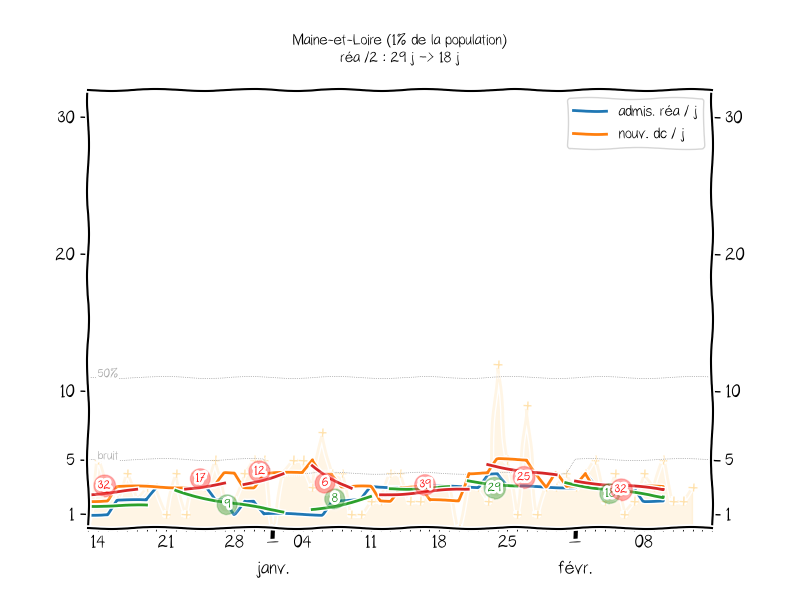 Maine-et-Loire (1% de la population)
réa /2 : 29 j -> 18 j
admis. réa / j
nouv. dc / j
30 30
20 20
50%
10 10
bruit
5 5
32 17 12 6 39 25 32
9 8 29
1 1
14 21 28 04 11 18 25 08
janv. févr.